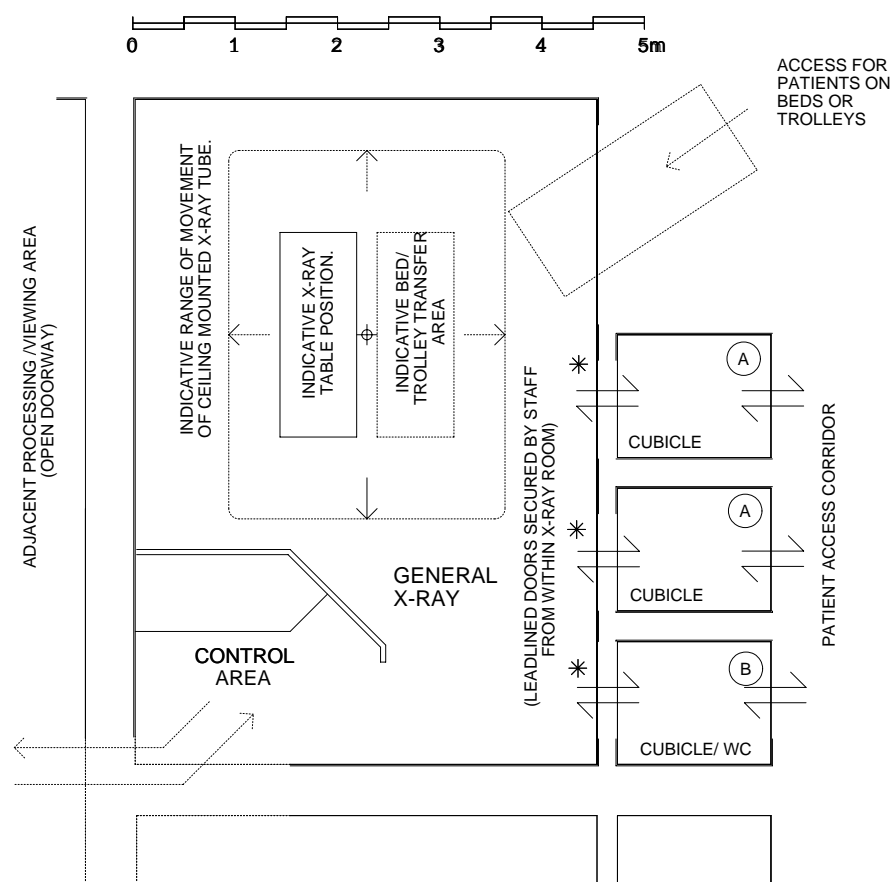 0 1 2 3 4 5m
ACCESS FOR
PATIENTS ON
BEDS OR
TROLLEYS
ADJACENT PROCESSING /VIEWING AREA
(OPEN DOORWAY)
INDICATIVE RANGE OF MOVEMENT
OF CEILING MOUNTED X-RAY TUBE.
INDICATIVE X-RAY
TABLE POSITION.
INDICATIVE BED/
TROLLEY TRANSFER
AREA
(LEADLINED DOORS SECURED BY STAFF
FROM WITHIN X-RAY ROOM)
A
CUBICLE
A
CUBICLE
B
CUBICLE/ WC
PATIENT ACCESS CORRIDOR
GENERAL
X-RAY
CONTROL
AREA